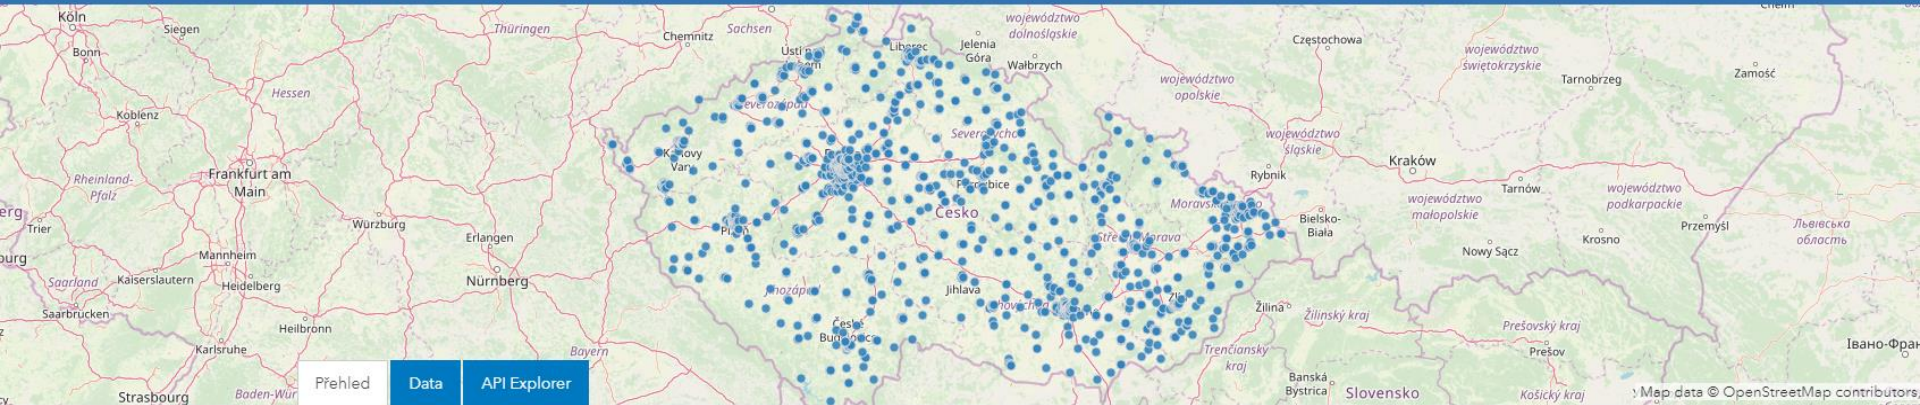 Köln
Siegen
Bonn
Thüringen
Chemnitz
Sachsen
województwo
dolnośląskie
Jelenia
Góra
Liberec
Wałbrzych
Częstochowa
województwo
świętokrzyskie
Tarnobrzeg
Zamość
województwo
opolskie
Hessen
Koblenz
województwo
śląskie
Frankfurt am
Main
Rheinland-
Pfalz
Rybnik
Kraków
Tarnów
województwo
małopolskie
województwo
podkarpackie
Przemyśl
Львівська
область
Trier
Würzburg
Erlangen
Česko
Bielsko-
Biała
Nowy Sącz
Krosno
Mannheim
Kaiserslautern
Saarland
Heidelberg
Nürnberg
Jihlava
Saarbrücken
Heilbronn
Žilina
Žilinský kraj
Prešovský kraj
Karlsruhe
Bayern
Trenčiansky
kraj
Prešov
Banská
Bystrica
Slovensko
Košický kraj
Strasbourg
Přehled
Data
API Explorer
Map data © OpenStreetMap contributors